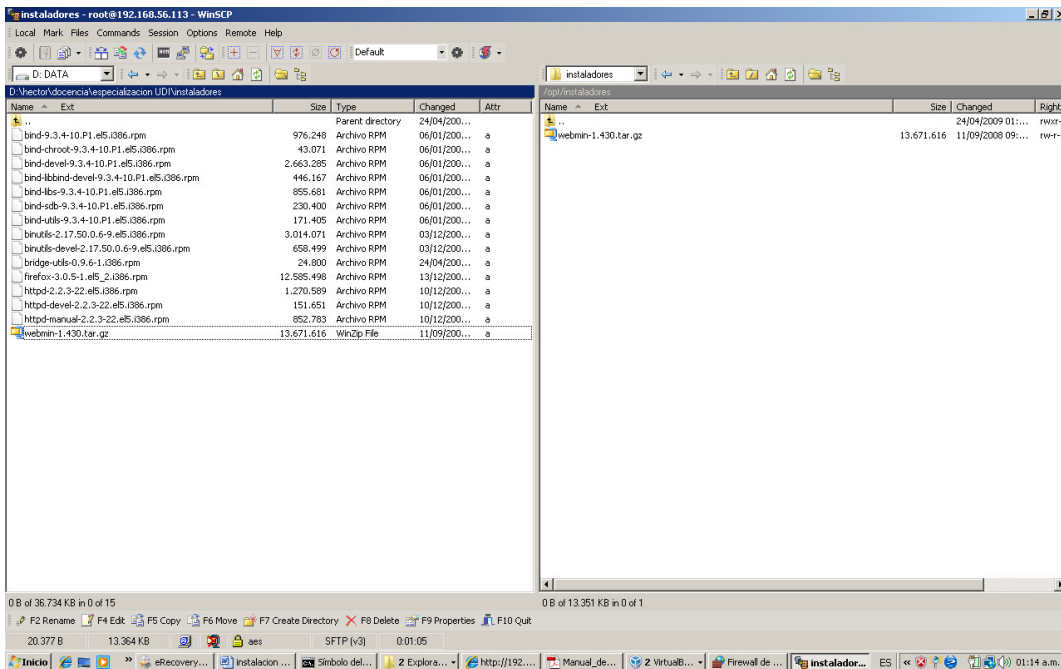 instaladores - root@192.168.56.113 - WinSCP
Local Mark Files Commands Session Options Remote Help
Default
D: DATA
instaladores
D:\hector\docencia\especializacion UDI\instaladores
/opt/instaladores
Name Ext Size Type Changed Attr
Name Ext Size Changed Right
.. Parent directory 24/04/200...
.. 24/04/2009 01:... rwxr-
bind-9.3.4-10.P1.el5.i386.rpm 976.248 Archivo RPM 06/01/200... a
webmin-1.430.tar.gz 13.671.616 11/09/2008 09:... rw-r-
bind-chroot-9.3.4-10.P1.el5.i386.rpm 43.071 Archivo RPM 06/01/200... a
bind-devel-9.3.4-10.P1.el5.i386.rpm 2.663.285 Archivo RPM 06/01/200... a
bind-libbind-devel-9.3.4-10.P1.el5.i386.rpm 446.167 Archivo RPM 06/01/200... a
bind-libs-9.3.4-10.P1.el5.i386.rpm 855.681 Archivo RPM 06/01/200... a
bind-sdb-9.3.4-10.P1.el5.i386.rpm 230.400 Archivo RPM 06/01/200... a
bind-utils-9.3.4-10.P1.el5.i386.rpm 171.405 Archivo RPM 06/01/200... a
binutils-2.17.50.0.6-9.el5.i386.rpm 3.014.071 Archivo RPM 03/12/200... a
binutils-devel-2.17.50.0.6-9.el5.i386.rpm 658.499 Archivo RPM 03/12/200... a
bridge-utils-0.9.6-1.i386.rpm 24.800 Archivo RPM 24/04/200... a
firefox-3.0.5-1.el5_2.i386.rpm 12.585.498 Archivo RPM 13/12/200... a
httpd-2.2.3-22.el5.i386.rpm 1.270.589 Archivo RPM 10/12/200... a
httpd-devel-2.2.3-22.el5.i386.rpm 151.651 Archivo RPM 10/12/200... a
httpd-manual-2.2.3-22.el5.i386.rpm 852.783 Archivo RPM 10/12/200... a
webmin-1.430.tar.gz 13.671.616 WinZip File 11/09/200... a
0 B of 36.734 KB in 0 of 15
0 B of 13.351 KB in 0 of 1
F2 Rename F4 Edit F5 Copy F6 Move F7 Create Directory F8 Delete F9 Properties F10 Quit
20.377 B 13.364 KB aes SFTP (v3) 0:01:05
Inicio » eRecovery... instalacion ... Símbolo del... 2 Explora... http://192.... Manual_de... 2 VirtualB... Firewall de ... instalador... ES « 01:14 a.m.